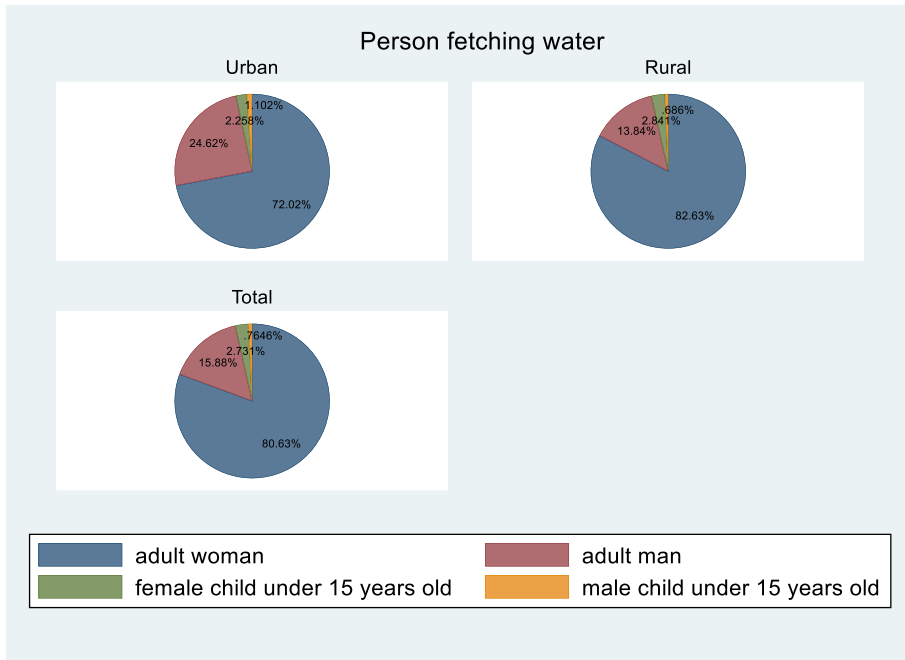 Person fetching water
Urban
1.102%
2.258%
24.62%
72.02%
Rural
.686%
2.841%
13.84%
82.63%
Total
.7646%
2.731%
15.88%
80.63%
adult woman
adult man
female child under 15 years old
male child under 15 years old